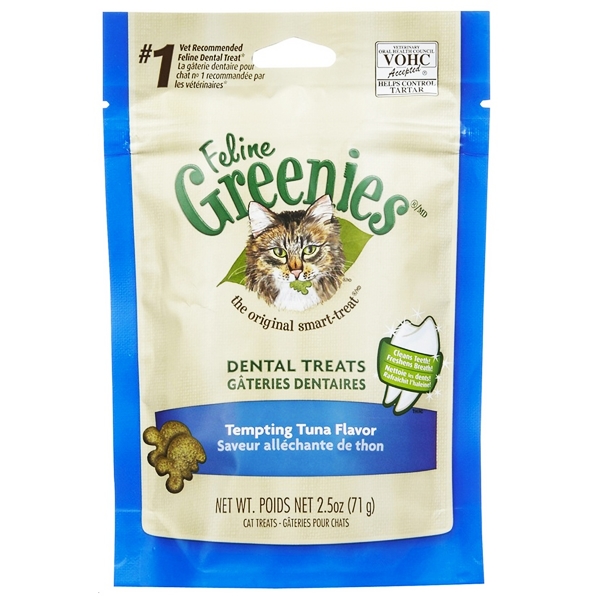 #1 Vet Recommended
Feline Dental Treat*
La gâterie dentaire pour
chat nº 1 recommandée par
les vétérinaires*
VETERINARY
ORAL HEALTH COUNCIL
VOHC
Accepted ®
HELPS CONTROL
TARTAR
Feline
Greenies ®/MD
the original smart-treat
DENTAL TREATS
GÂTERIES DENTAIRES
Cleans Teeth!
Freshens Breath!
Nettoie les dents!
Rafraîchit l'haleine!
Tempting Tuna Flavor
Saveur alléchante de thon
NET WT. POIDS NET 2.5oz (71 g)
CAT TREATS - GÂTERIES POUR CHATS